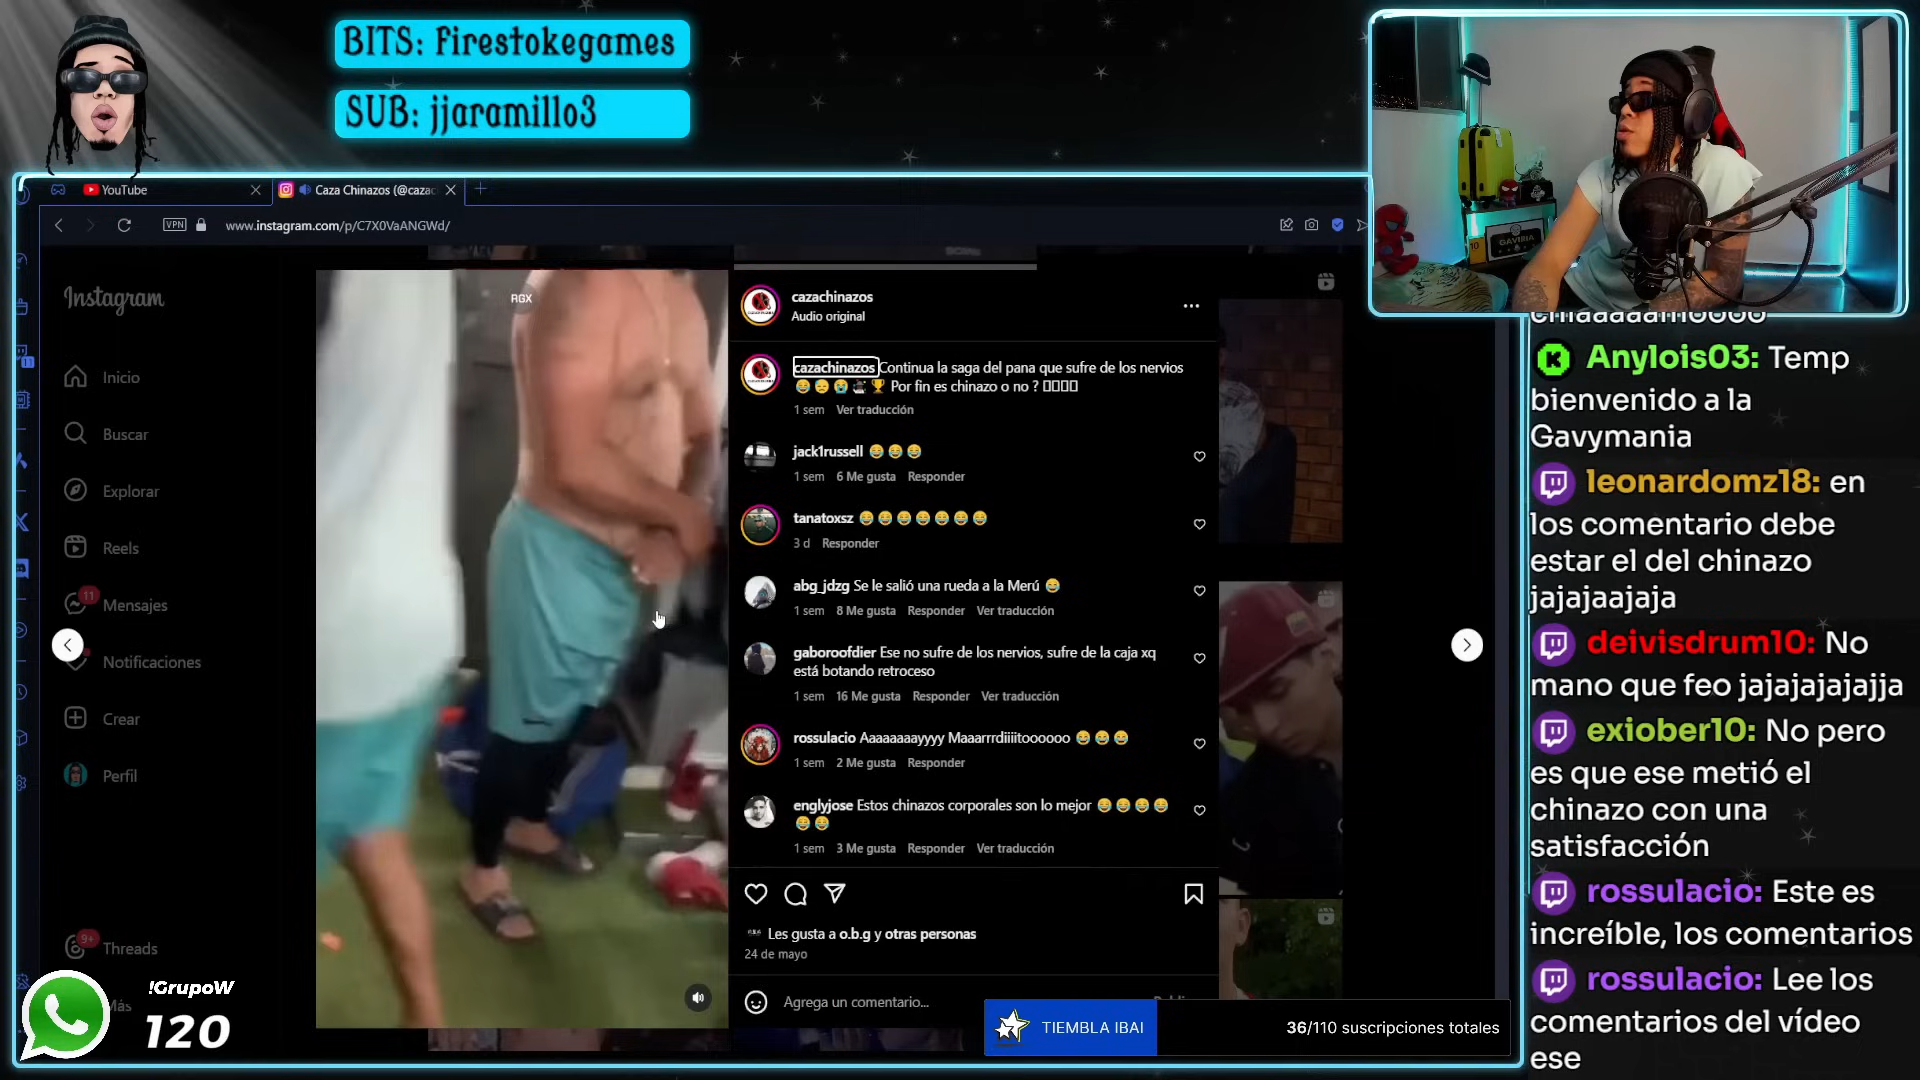 BITS: Firestokegames
SUB: jjaramillo3
YouTube
Caza Chinazos (@cazac
VPN
www.instagram.com/p/C7X0VaANGWd/
Instagram
Inicio
Buscar
Explorar
Reels
11
Mensajes
Notificaciones
Crear
Perfil
9+
Threads
Más
!GrupoW
120
RGX
cazachinazos
Audio original
cazachinazos Continua la saga del pana que sufre de los nervios
😂😔😭 🏆 Por fin es chinazo o no ?
1 sem Ver traducción
jack1russell 😂😂😂
1 sem 6 Me gusta Responder
tanatoxsz 😂😂😂😂😂😂😂
3 d Responder
abg_jdzg Se le salió una rueda a la Merú 😂
1 sem 8 Me gusta Responder Ver traducción
gaboroofdier Ese no sufre de los nervios, sufre de la caja xq
está botando retroceso
1 sem 16 Me gusta Responder Ver traducción
rossulacio Aaaaaaaayyyy Maaarrrdiiiitoooooo 😂😂😂
1 sem 2 Me gusta Responder
englyjose Estos chinazos corporales son lo mejor 😂😂😂😂
😂😂
1 sem 3 Me gusta Responder Ver traducción
Les gusta a o.b.g y otras personas
24 de mayo
Agrega un comentario...
TIEMBLA IBAI
36/110 suscripciones totales
GAVIRIA
10
Anylois03: Temp
bienvenido a la
Gavymania
leonardomz18: en
los comentario debe
estar el del chinazo
jajajaajaja
deivisdrum10: No
mano que feo jajajajajajja
exiober10: No pero
es que ese metió el
chinazo con una
satisfacción
rossulacio: Este es
increíble, los comentarios
rossulacio: Lee los
comentarios del vídeo
ese